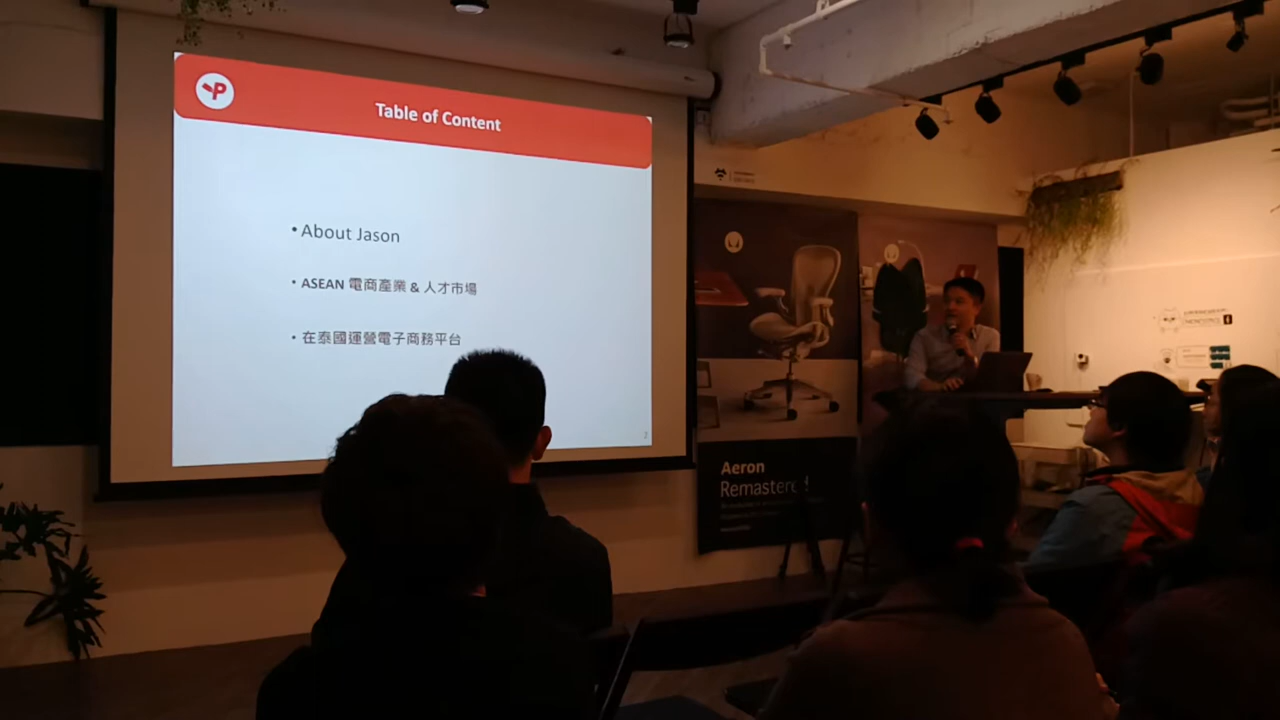 P
Table of Content
• About Jason
• ASEAN 電商產業 & 人才市場
• 在泰國運營電子商務平台
2
Aeron
Remastered